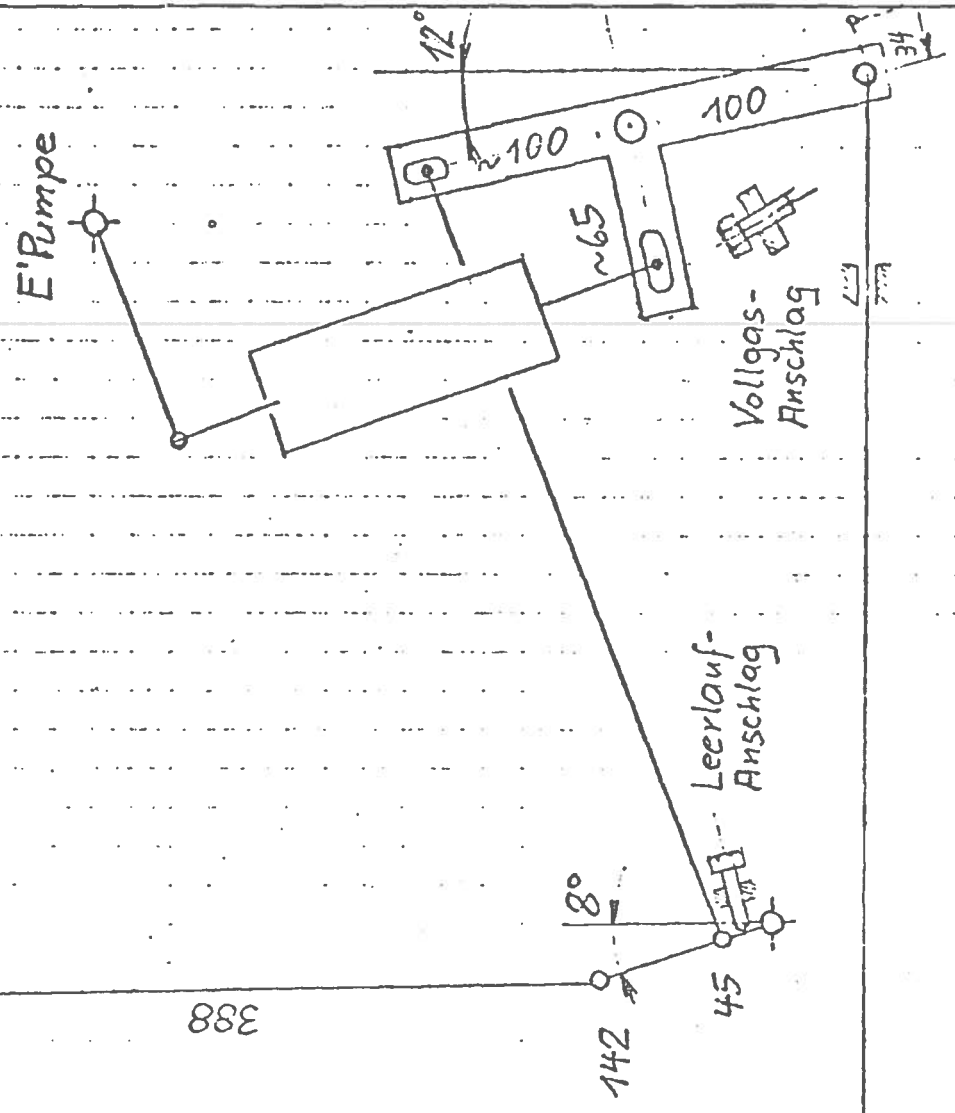 E'Pumpe
12°
~100
100
34
~65
Vollgas-
Anschlag
Leerlauf-
Anschlag
8°
45
142
388